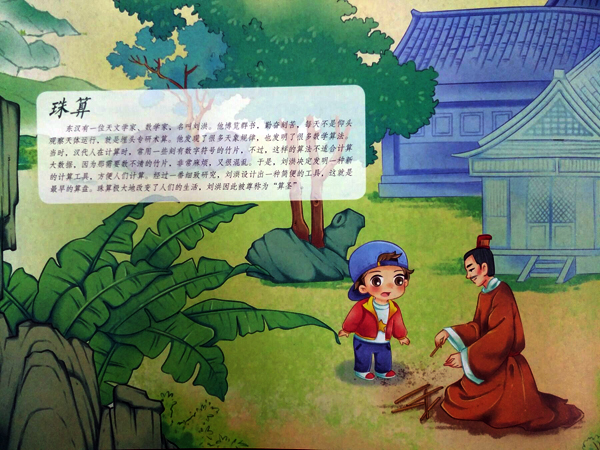 珠算
东汉有一位天文学家、数学家,名叫刘洪。他博览群书、勤奋刻苦,每天不是仰头
观察天体运行,就是埋头专研术算。他发现了很多天象规律,也发明了很多数学算法。
当时,汉代人在计算时,常用一些刻有数字符号的竹片,不过,这样的算法不适合计算
大数据,因为那需要数不清的竹片,非常麻烦,又很混乱。于是,刘洪决定发明一种新
的计算工具,方便人们计算。经过一番细致研究,刘洪设计出一种简便的工具,这就是
最早的算盘。珠算极大地改变了人们的生活,刘洪因此被尊称为“算圣”